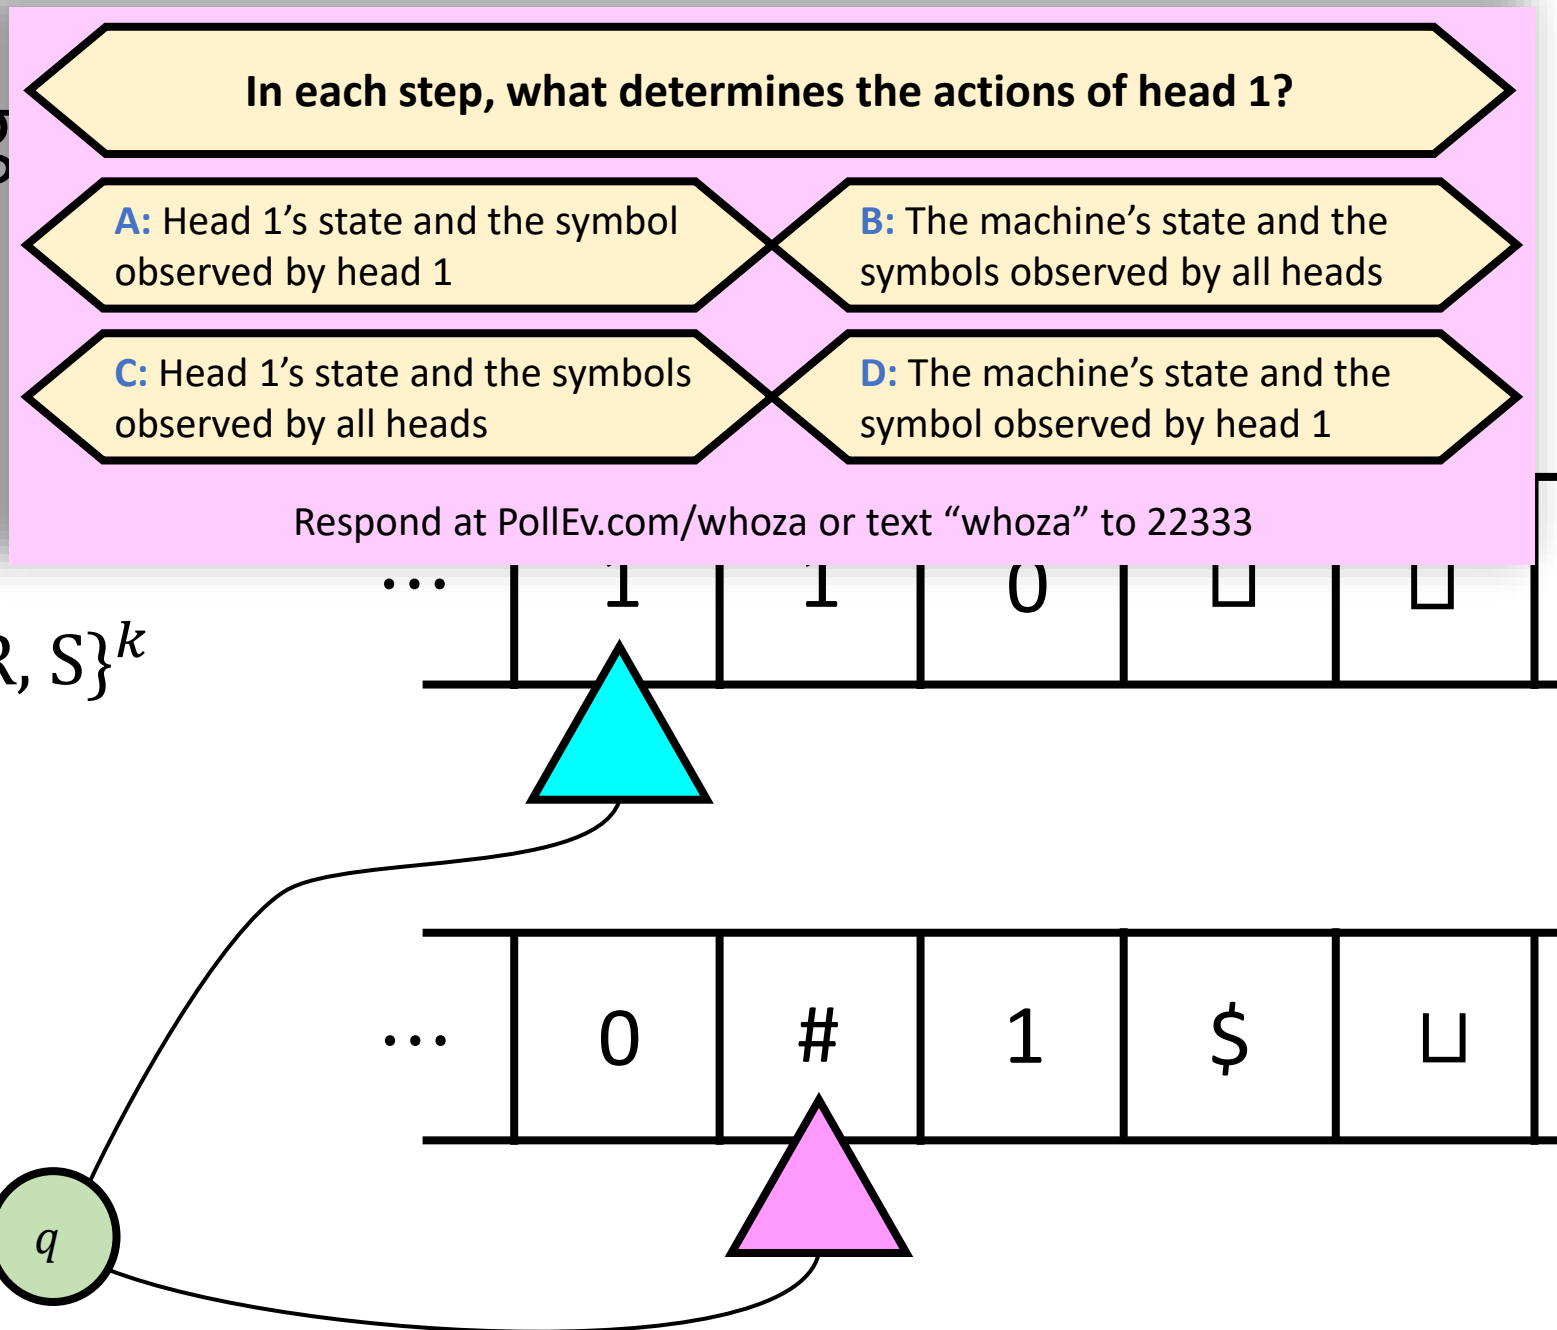 In each step, what determines the actions of head 1?
A: Head 1’s state and the symbol
observed by head 1
B: The machine’s state and the
symbols observed by all heads
C: Head 1’s state and the symbols
observed by all heads
D: The machine’s state and the
symbol observed by head 1
Respond at PollEv.com/whoza or text “whoza” to 22333
… 1 1 0 ⊔ ⊔
R, S}^k
… 0 # 1 $ ⊔
q